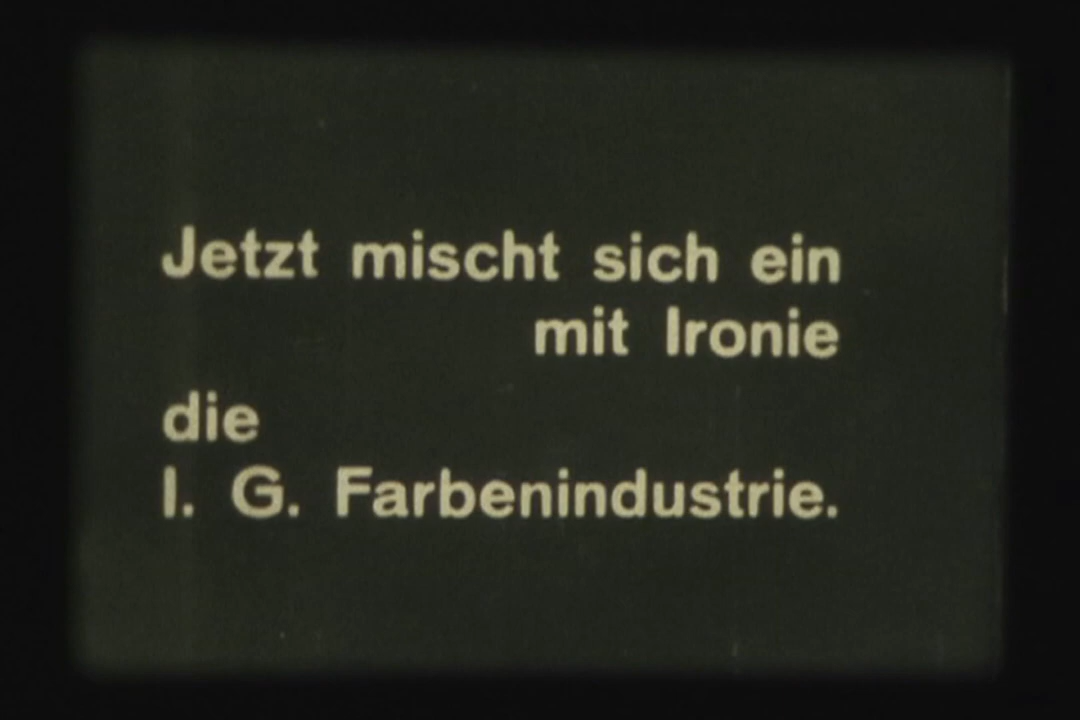 Jetzt mischt sich ein
mit Ironie
die
I. G. Farbenindustrie.